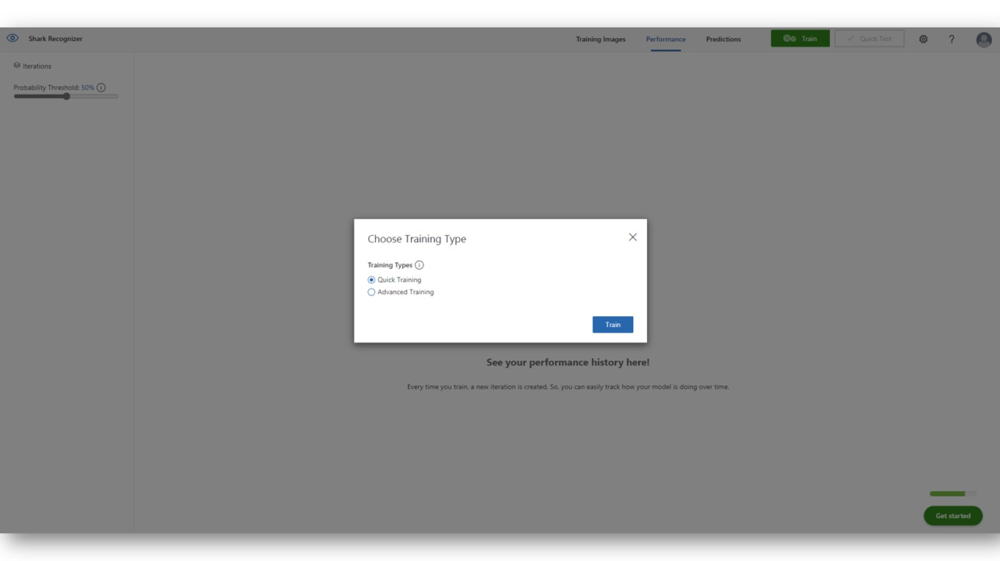 Shark Recognizer
Training Images
Performance
Predictions
Train
Quick Test
?
Iterations
Probability Threshold: 50%
Choose Training Type
Training Types
Quick Training
Advanced Training
Train
See your performance history here!
Every time you train, a new iteration is created. So, you can easily track how your model is doing over time.
Get started